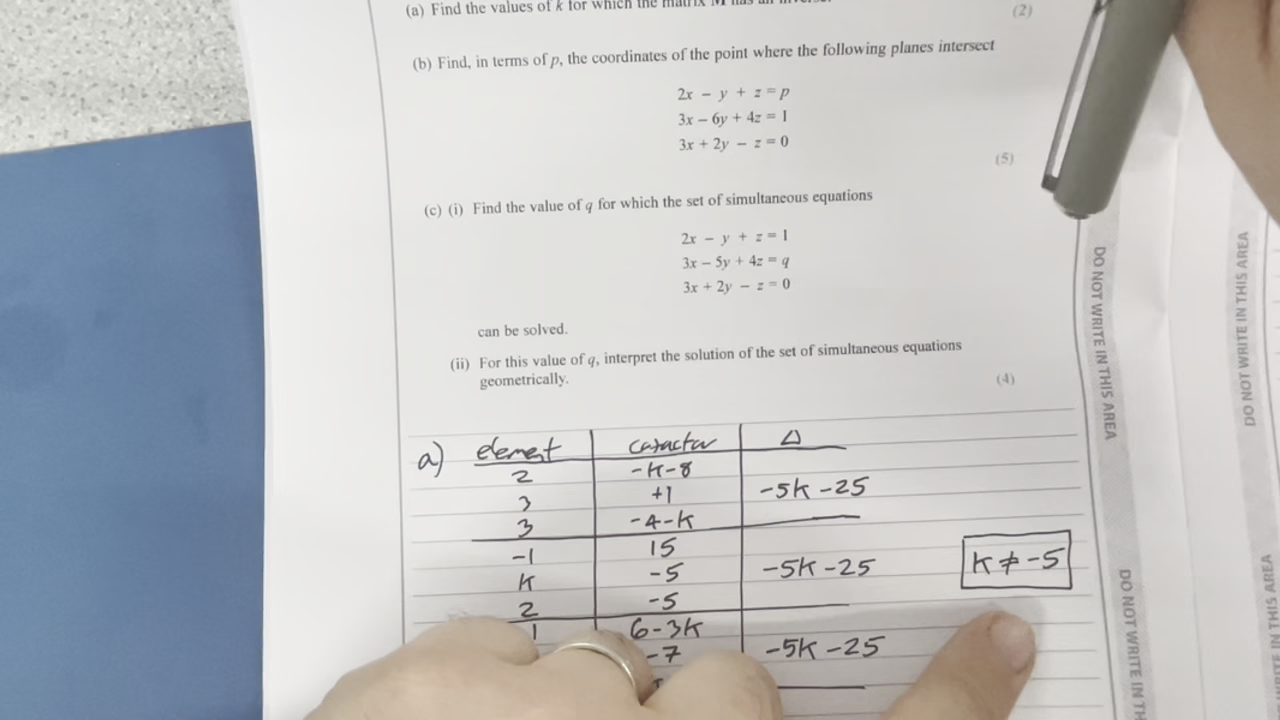 (a) Find the values of k for which the matrix M has an inverse.
(2)
(b) Find, in terms of p, the coordinates of the point where the following planes intersect
2x – y + z = p
3x – 6y + 4z = 1
3x + 2y – z = 0
(5)
(c) (i) Find the value of q for which the set of simultaneous equations
2x – y + z = 1
3x – 5y + 4z = q
3x + 2y – z = 0
can be solved.
(ii) For this value of q, interpret the solution of the set of simultaneous equations
geometrically.
(4)
a) element cofactor Δ
2 -k-8
3 +1 -5k -25
3 -4-k
-1 15
k -5 -5k -25 k ≠ -5
2 -5
1 6-3k
-7 -5k -25
DO NOT WRITE IN THIS AREA
DO NOT WRITE IN TH
DO NOT WRITE IN THIS AREA
RITE IN THIS AREA